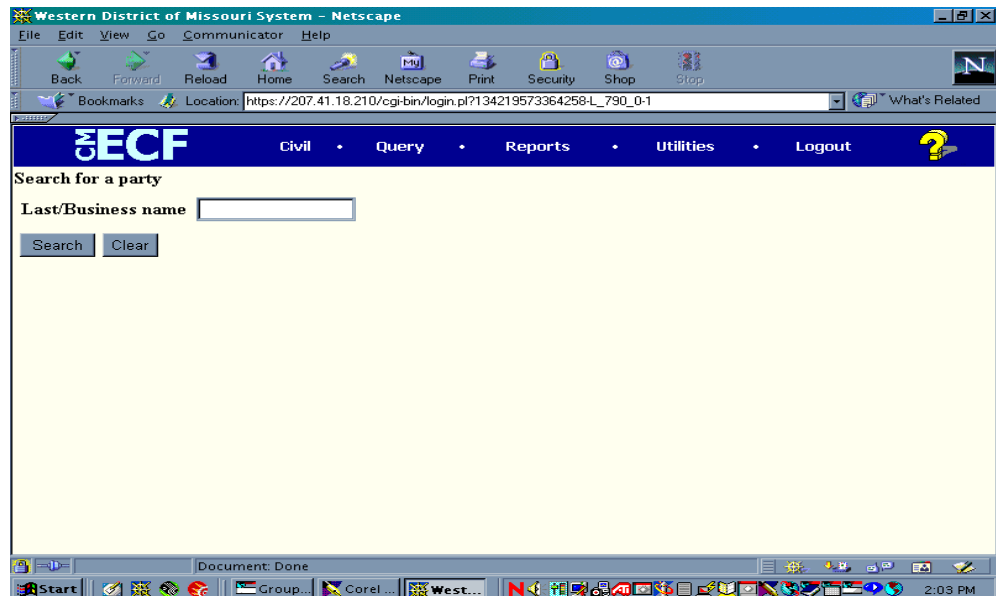 Western District of Missouri System - Netscape
File Edit View Go Communicator Help
My
Back Forward Reload Home Search Netscape Print Security Shop Stop
N
Bookmarks Location: https://207.41.18.210/cgi-bin/login.pl?134219573364258-L_790_0-1 What's Related
CM ECF Civil • Query • Reports • Utilities • Logout ?
Search for a party
Last/Business name
Search Clear
Document: Done
Start Group... Corel ... West... N 2:03 PM